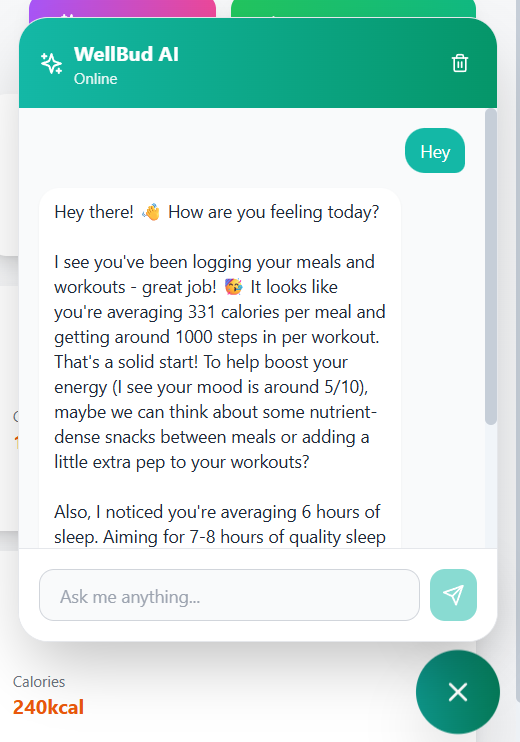 WellBud AI
Online
Hey
Hey there! 👋 How are you feeling today?
I see you've been logging your meals and
workouts - great job! 🥳 It looks like
you're averaging 331 calories per meal and
getting around 1000 steps in per workout.
That's a solid start! To help boost your
energy (I see your mood is around 5/10),
maybe we can think about some nutrient-
dense snacks between meals or adding a
little extra pep to your workouts?
Also, I noticed you're averaging 6 hours of
sleep. Aiming for 7-8 hours of quality sleep
Ask me anything...
Calories
240kcal